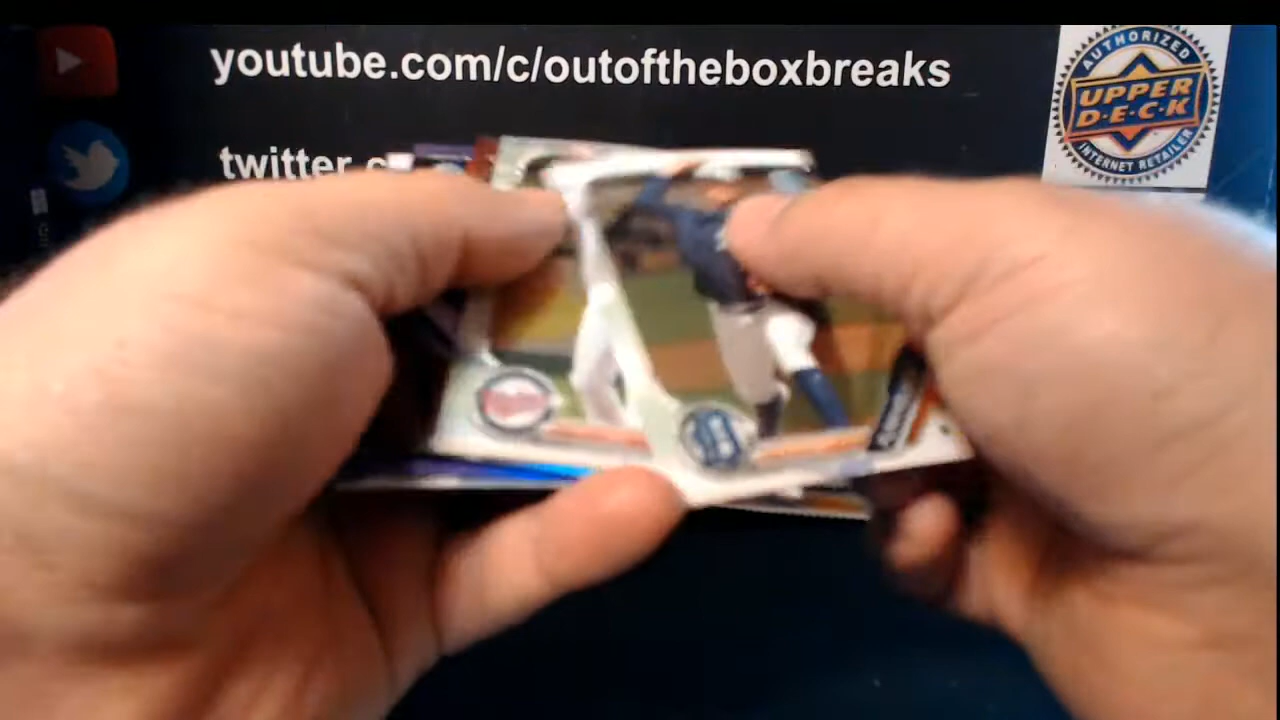 youtube.com/c/outoftheboxbreaks
twitter.c
AUTHORIZED
UPPER
D·E·C·K
INTERNET RETAILER